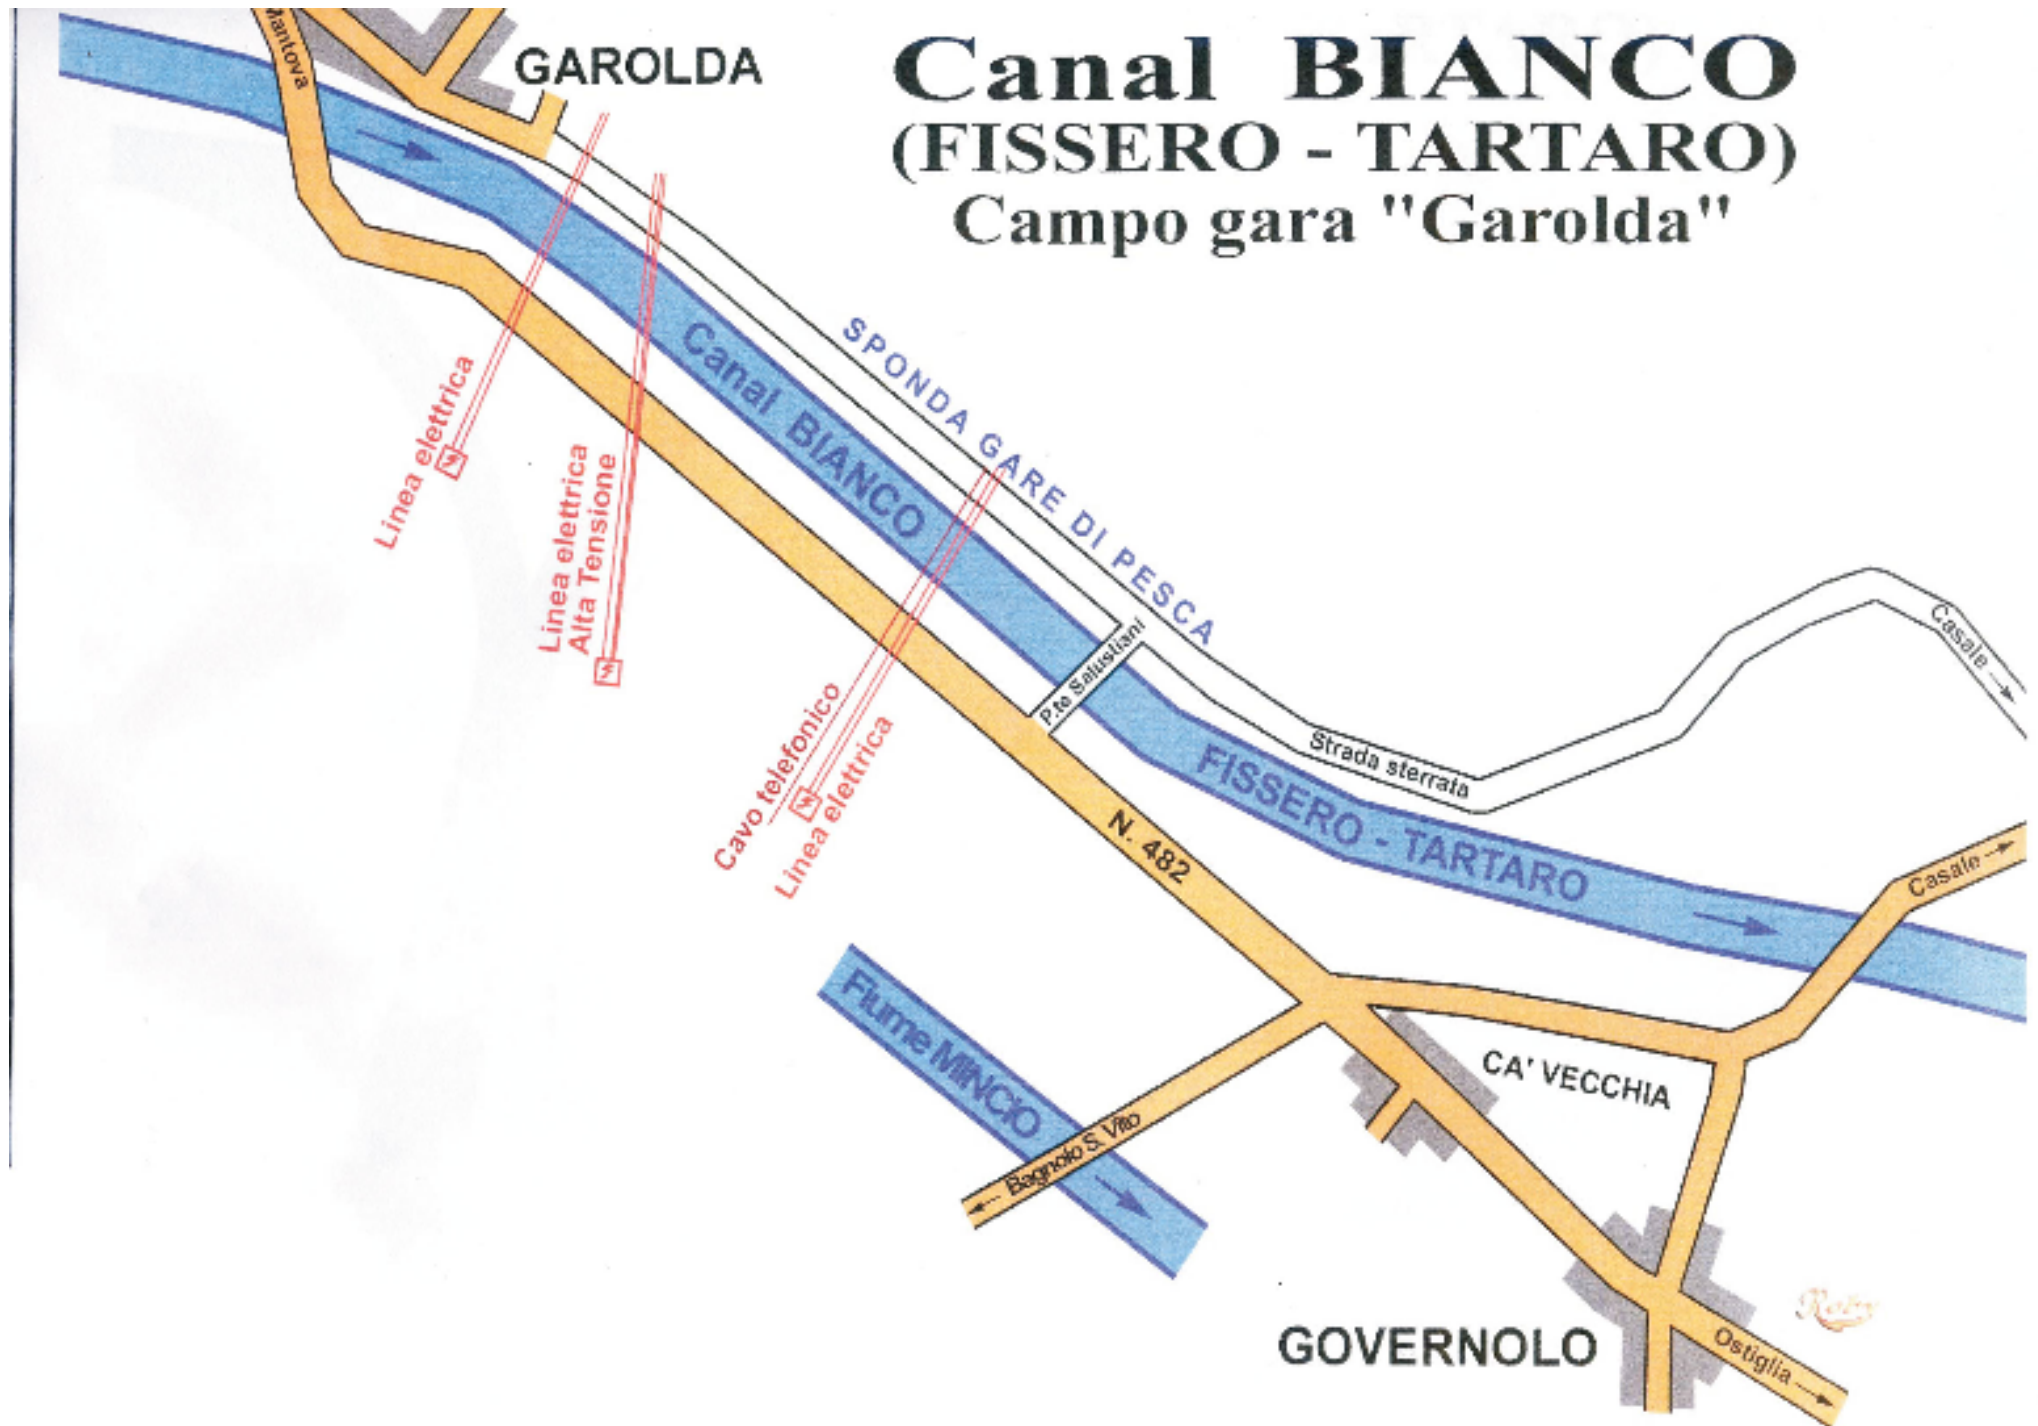 Canal BIANCO
(FISSERO - TARTARO)
Campo gara "Garolda"
Mantova
GAROLDA
Linea elettrica
Linea elettrica
Alta Tensione
Canal BIANCO
SPONDA GARE DI PESCA
Cavo telefonico
Linea elettrica
P.te Salustiani
Casale
Strada sterrata
FISSERO - TARTARO
N. 482
Casale
Fiume MINCIO
Bagnolo S. Vito
CA' VECCHIA
GOVERNOLO
Ostiglia
Roby